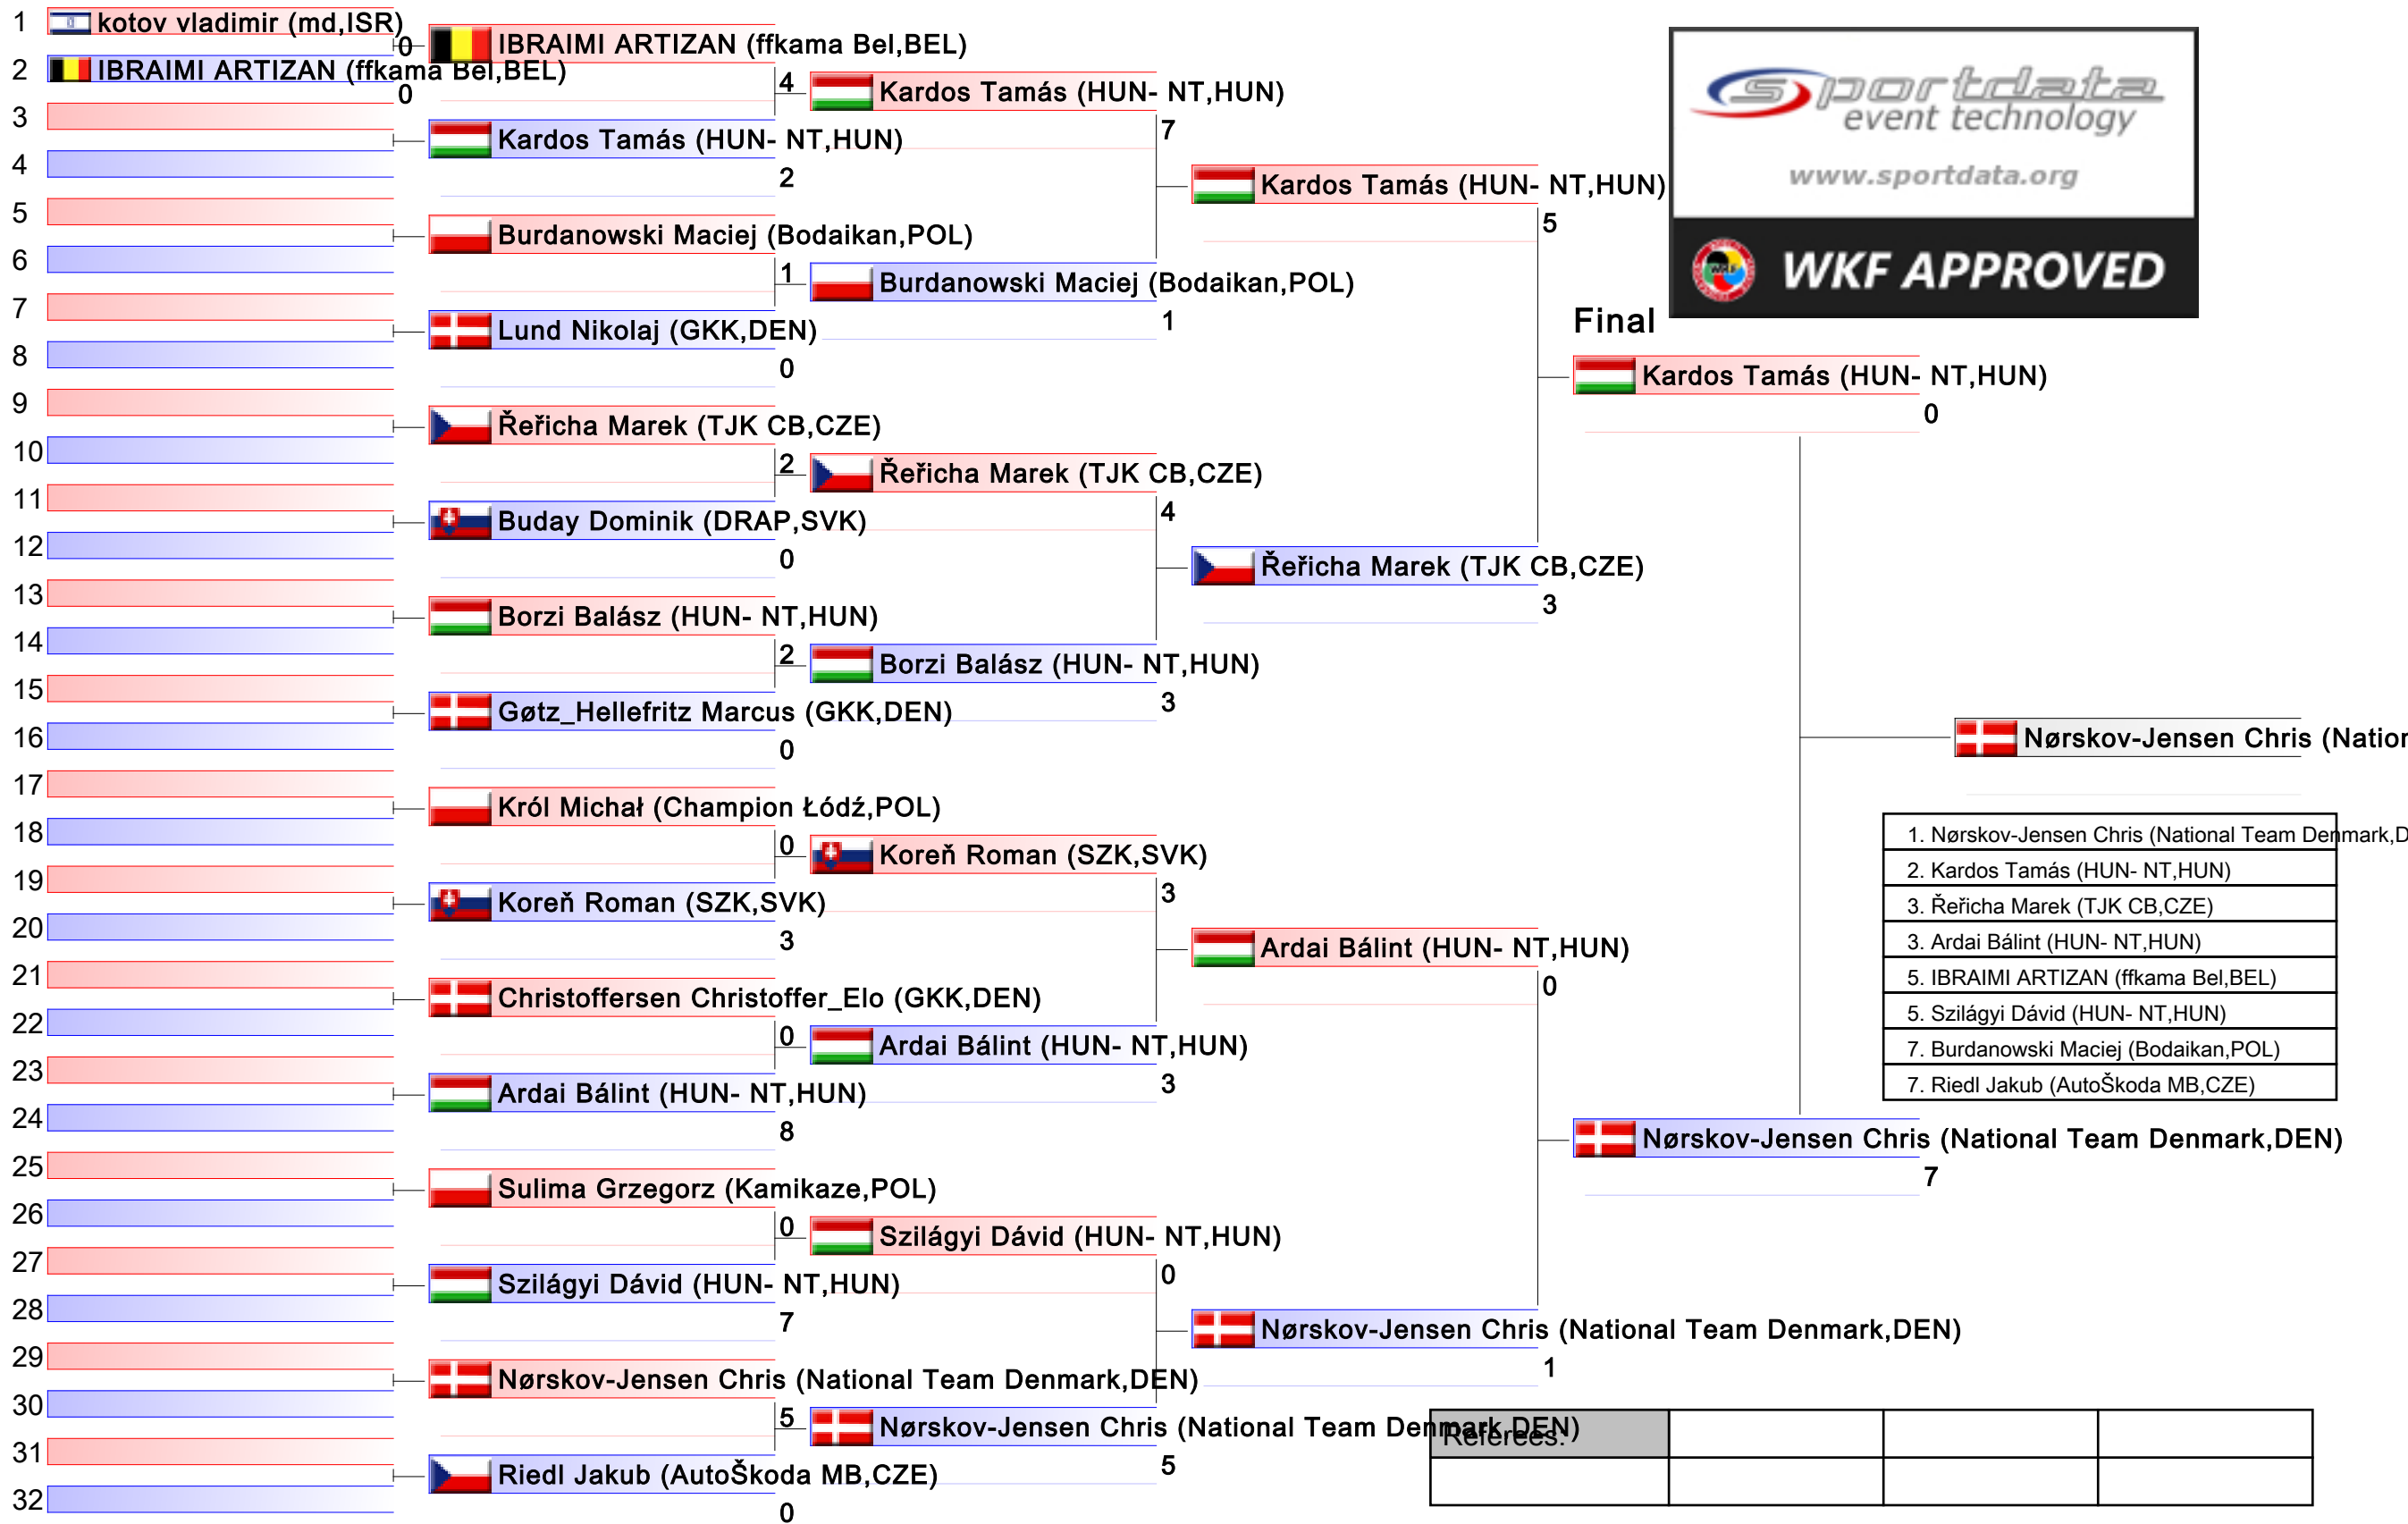 1
kotov vladimir (md,ISR)
0
2
IBRAIMI ARTIZAN (ffkama Bel,BEL)
0
3
4
5
6
7
8
9
10
11
12
13
14
15
16
17
18
19
20
21
22
23
24
25
26
27
28
29
30
31
32
IBRAIMI ARTIZAN (ffkama Bel,BEL)
4
Kardos Tamás (HUN- NT,HUN)
2
Burdanowski Maciej (Bodaikan,POL)
1
Lund Nikolaj (GKK,DEN)
0
Řeřicha Marek (TJK CB,CZE)
2
Buday Dominik (DRAP,SVK)
0
Borzi Balász (HUN- NT,HUN)
2
Gøtz_Hellefritz Marcus (GKK,DEN)
0
Król Michał (Champion Łódź,POL)
0
Koreň Roman (SZK,SVK)
3
Christoffersen Christoffer_Elo (GKK,DEN)
0
Ardai Bálint (HUN- NT,HUN)
8
Sulima Grzegorz (Kamikaze,POL)
0
Szilágyi Dávid (HUN- NT,HUN)
7
Nørskov-Jensen Chris (National Team Denmark,DEN)
5
Riedl Jakub (AutoŠkoda MB,CZE)
0
Kardos Tamás (HUN- NT,HUN)
7
Burdanowski Maciej (Bodaikan,POL)
1
Řeřicha Marek (TJK CB,CZE)
4
Borzi Balász (HUN- NT,HUN)
3
Koreň Roman (SZK,SVK)
3
Ardai Bálint (HUN- NT,HUN)
3
Szilágyi Dávid (HUN- NT,HUN)
0
Nørskov-Jensen Chris (National Team Denmark,DEN)
5
Kardos Tamás (HUN- NT,HUN)
5
Řeřicha Marek (TJK CB,CZE)
3
Ardai Bálint (HUN- NT,HUN)
0
Nørskov-Jensen Chris (National Team Denmark,DEN)
1
Final
Kardos Tamás (HUN- NT,HUN)
0
Nørskov-Jensen Chris (National Team Denmark,DEN)
7
Nørskov-Jensen Chris (Nation
sportdata
event technology
www.sportdata.org
WKF
WKF APPROVED
1. Nørskov-Jensen Chris (National Team Denmark,D
2. Kardos Tamás (HUN- NT,HUN)
3. Řeřicha Marek (TJK CB,CZE)
3. Ardai Bálint (HUN- NT,HUN)
5. IBRAIMI ARTIZAN (ffkama Bel,BEL)
5. Szilágyi Dávid (HUN- NT,HUN)
7. Burdanowski Maciej (Bodaikan,POL)
7. Riedl Jakub (AutoŠkoda MB,CZE)
Referees: